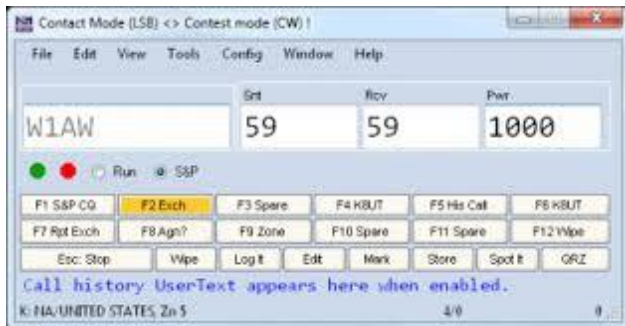 Contact Mode (LSB) <> Contest mode (CW) !
File Edit View Tools Config Window Help
Snt Rcv Pwr
W1AW 59 59 1000
Run S&P
F1 S&P CQ F2 Exch F3 Spare F4 K8UT F5 His Call F6 K8UT
F7 Rpt Exch F8 Agn? F9 Zone F10 Spare F11 Spare F12 Wipe
Esc: Stop Wipe Log It Edit Mark Store Spot It QRZ
Call history UserText appears here when enabled.
K: NA/UNITED STATES, Zn 5 4/0 0